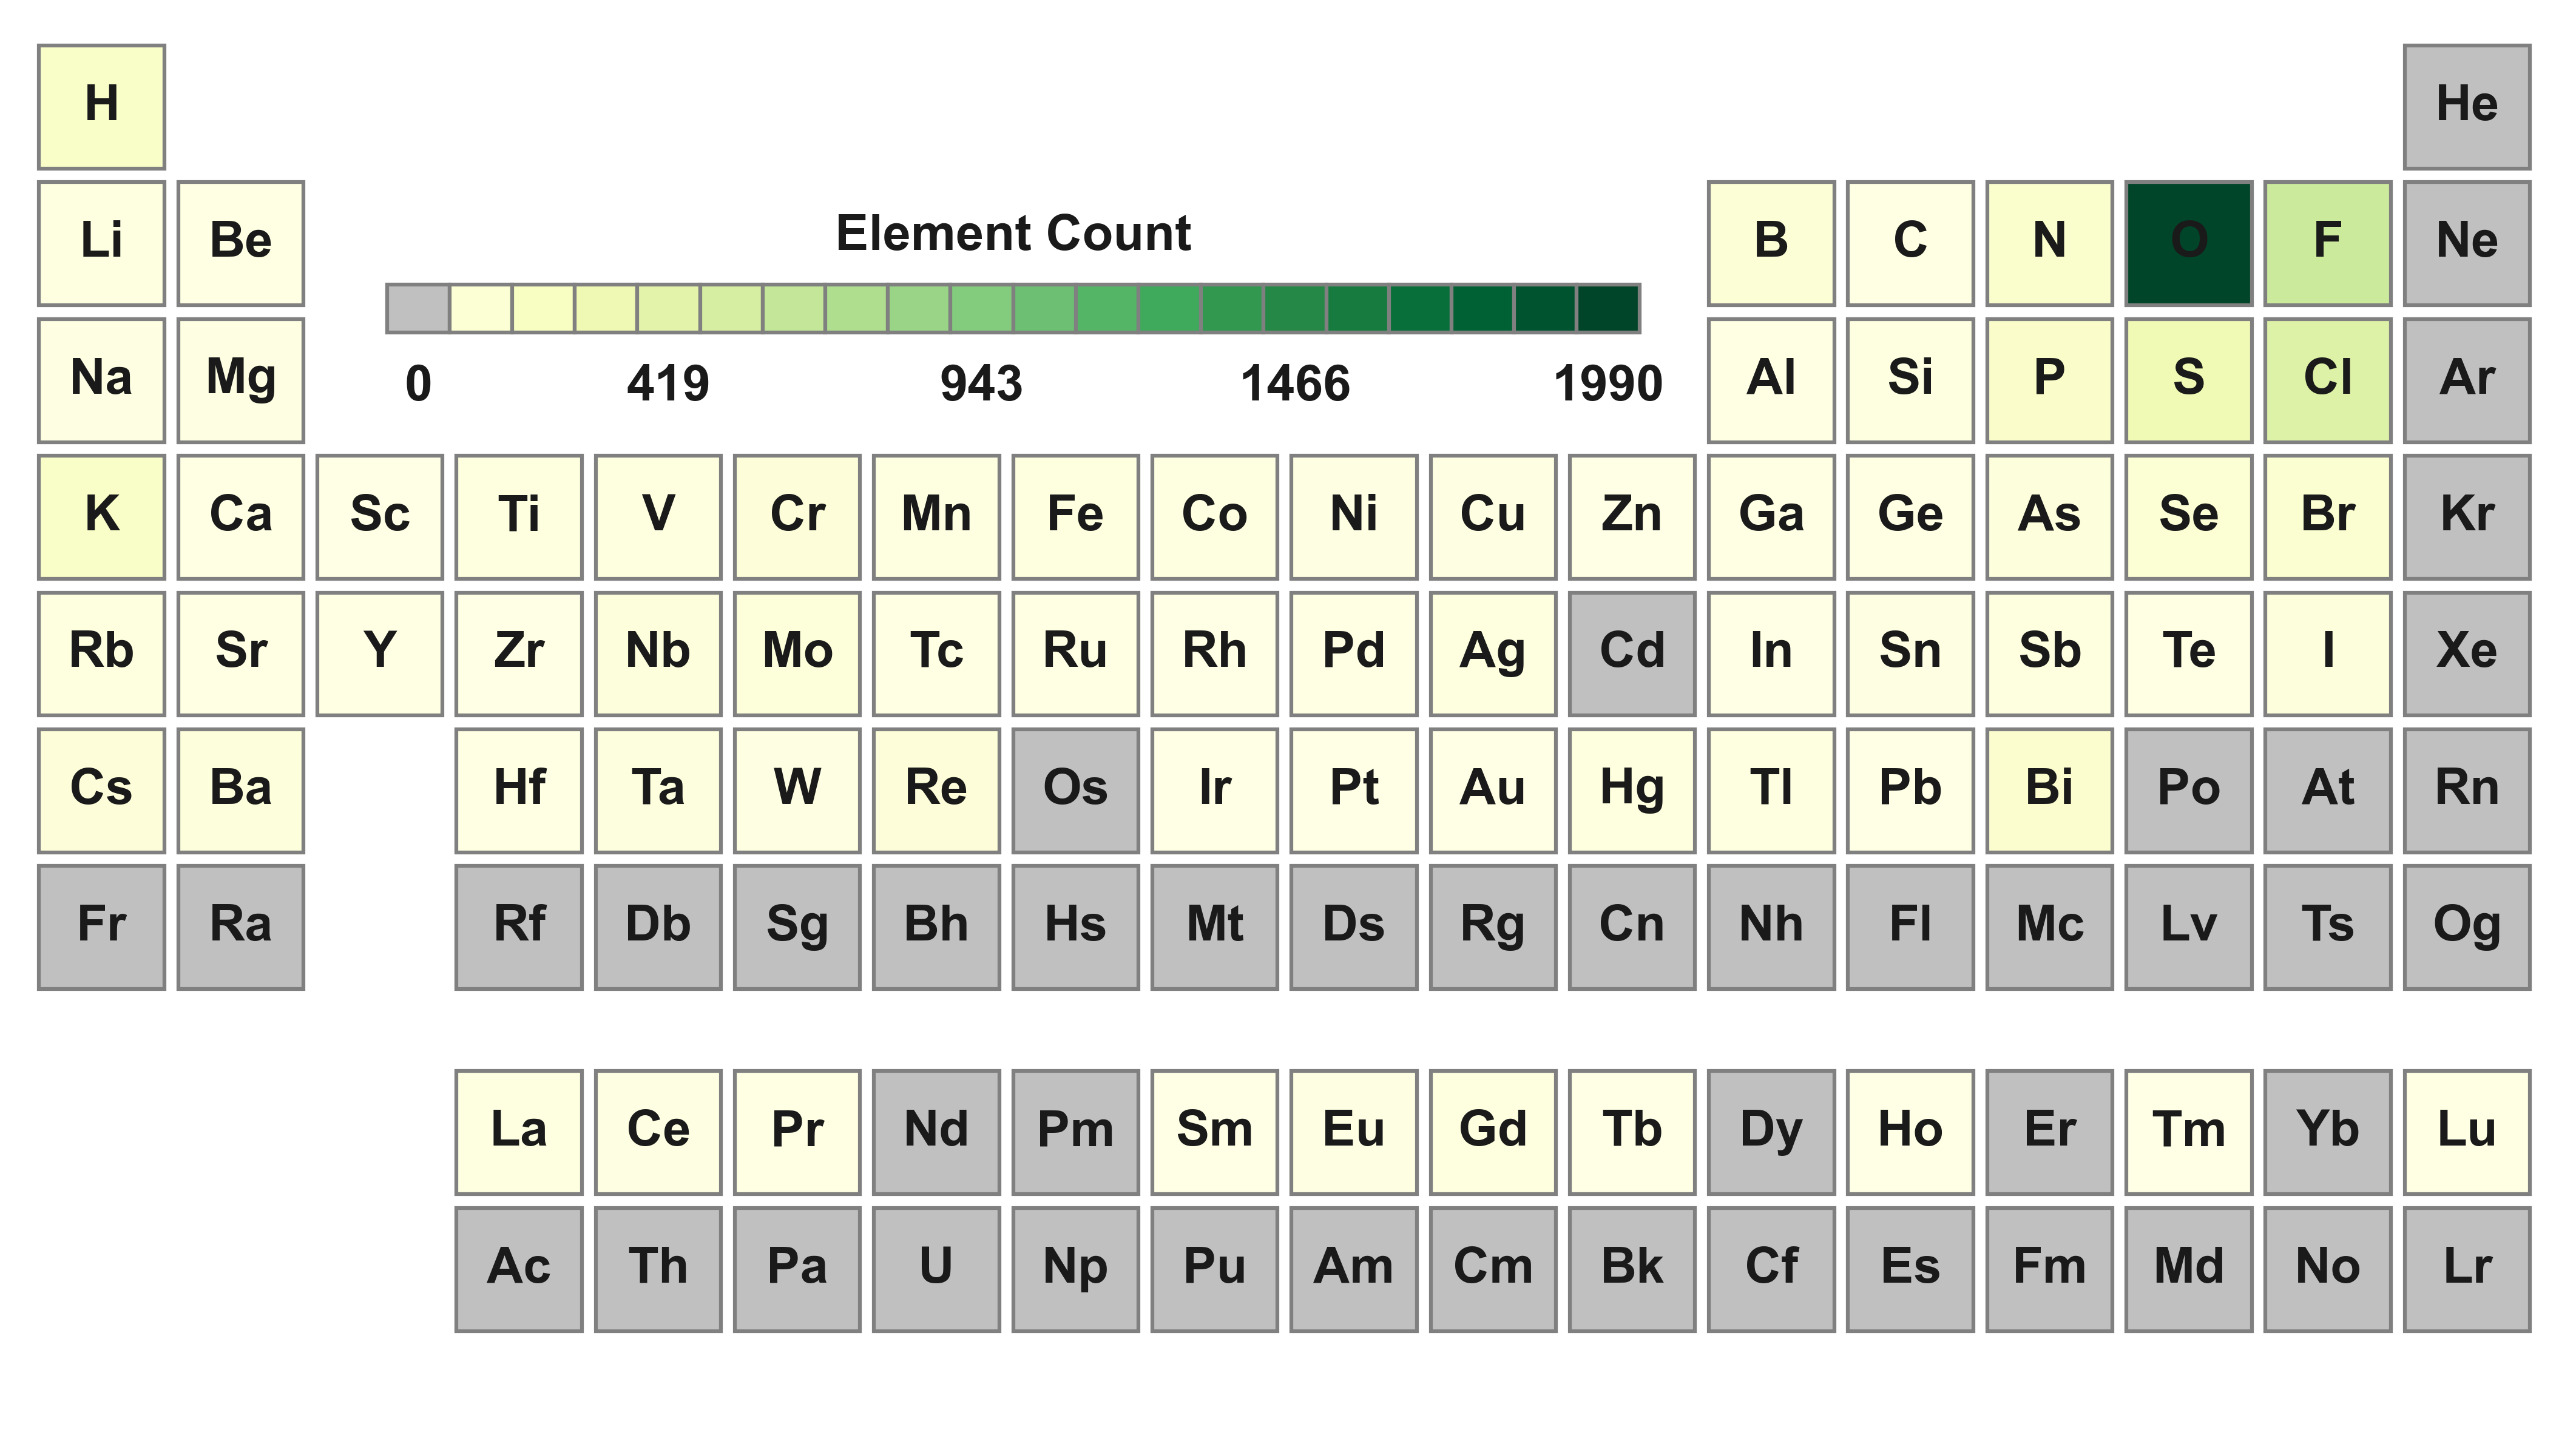 H He
Li Be B C N O F Ne
Element Count
Na Mg Al Si P S Cl Ar
0 419 943 1466 1990
K Ca Sc Ti V Cr Mn Fe Co Ni Cu Zn Ga Ge As Se Br Kr
Rb Sr Y Zr Nb Mo Tc Ru Rh Pd Ag Cd In Sn Sb Te I Xe
Cs Ba Hf Ta W Re Os Ir Pt Au Hg Tl Pb Bi Po At Rn
Fr Ra Rf Db Sg Bh Hs Mt Ds Rg Cn Nh Fl Mc Lv Ts Og
La Ce Pr Nd Pm Sm Eu Gd Tb Dy Ho Er Tm Yb Lu
Ac Th Pa U Np Pu Am Cm Bk Cf Es Fm Md No Lr